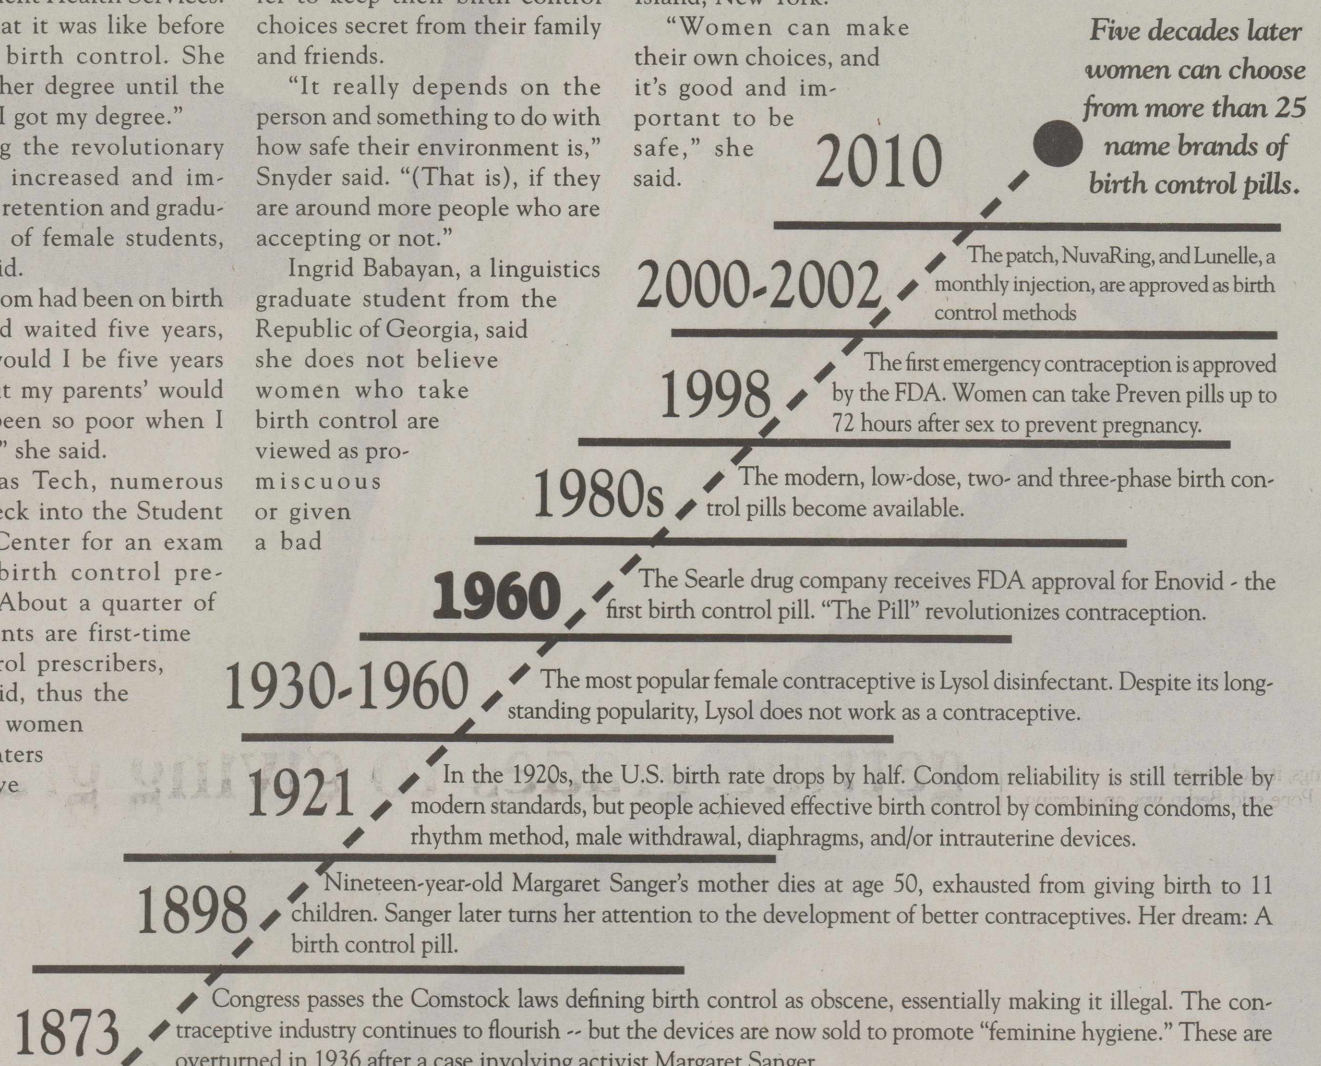 at it was like before
birth control. She
her degree until the
I got my degree.”
g the revolutionary
increased and im-
retention and gradu-
of female students,
id.
om had been on birth
d waited five years,
would I be five years
t my parents’ would
been so poor when I
” she said.
as Tech, numerous
eck into the Student
Center for an exam
birth control pre-
About a quarter of
nts are first-time
rol prescribers,
id, thus the
women
nters
ve
choices secret from their family
and friends.
“It really depends on the
person and something to do with
how safe their environment is,”
Snyder said. “(That is), if they
are around more people who are
accepting or not.”
Ingrid Babayan, a linguistics
graduate student from the
Republic of Georgia, said
she does not believe
women who take
birth control are
viewed as pro-
miscuous
or given
a bad
“Women can make
their own choices, and
it’s good and im-
portant to be
safe,” she
said.
2010
Five decades later
women can choose
from more than 25
name brands of
birth control pills.
2000-2002
The patch, NuvaRing, and Lunelle, a
monthly injection, are approved as birth
control methods
1998
The first emergency contraception is approved
by the FDA. Women can take Preven pills up to
72 hours after sex to prevent pregnancy.
1980s
The modern, low-dose, two- and three-phase birth con-
trol pills become available.
1960
The Searle drug company receives FDA approval for Enovid - the
first birth control pill. “The Pill” revolutionizes contraception.
1930-1960
The most popular female contraceptive is Lysol disinfectant. Despite its long-
standing popularity, Lysol does not work as a contraceptive.
1921
In the 1920s, the U.S. birth rate drops by half. Condom reliability is still terrible by
modern standards, but people achieved effective birth control by combining condoms, the
rhythm method, male withdrawal, diaphragms, and/or intrauterine devices.
1898
Nineteen-year-old Margaret Sanger’s mother dies at age 50, exhausted from giving birth to 11
children. Sanger later turns her attention to the development of better contraceptives. Her dream: A
birth control pill.
1873
Congress passes the Comstock laws defining birth control as obscene, essentially making it illegal. The con-
traceptive industry continues to flourish -- but the devices are now sold to promote “feminine hygiene.” These are
overturned in 1936 after a case involving activist Margaret Sanger